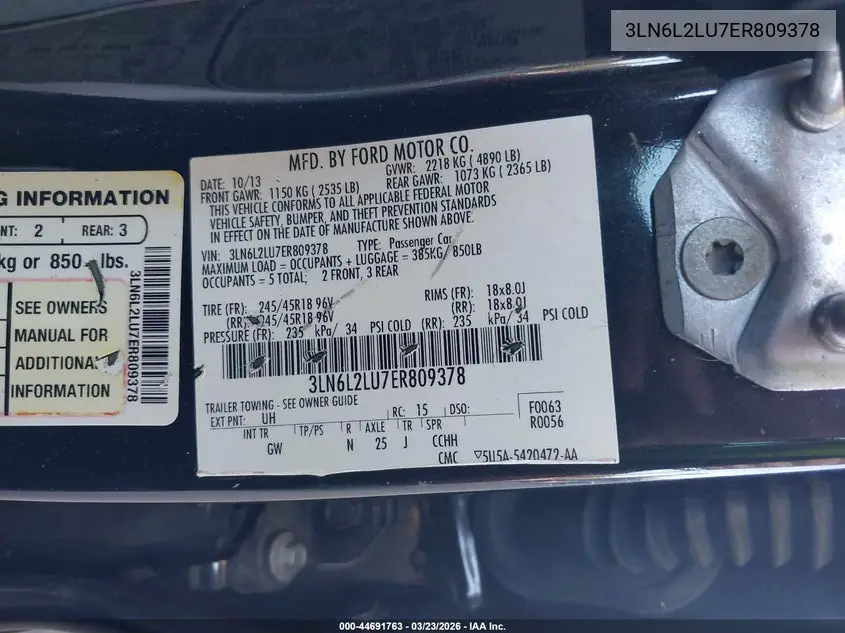 3LN6L2LU7ER809378
MFD. BY FORD MOTOR CO.
DATE: 10/13 GVWR: 2218 KG ( 4890 LB)
FRONT GAWR: 1150 KG ( 2535 LB) REAR GAWR: 1073 KG ( 2365 LB)
THIS VEHICLE CONFORMS TO ALL APPLICABLE FEDERAL MOTOR
VEHICLE SAFETY, BUMPER, AND THEFT PREVENTION STANDARDS
IN EFFECT ON THE DATE OF MANUFACTURE SHOWN ABOVE.
VIN: 3LN6L2LU7ER809378 TYPE: Passenger Car
MAXIMUM LOAD = OCCUPANTS + LUGGAGE = 385KG/ 850LB
OCCUPANTS = 5 TOTAL; 2 FRONT, 3 REAR
TIRE (FR): 245/45R18 96V RIMS (FR): 18x8.0J
(RR): 245/45R18 96V (RR): 18x8.0J
PRESSURE (FR): 235 kPa/ 34 PSI COLD (RR): 235 kPa/ 34 PSI COLD
3LN6L2LU7ER809378
TRAILER TOWING - SEE OWNER GUIDE
EXT PNT: UH RC: 15 DSO: F0063
R0056
INT TR TP/PS R AXLE TR SPR
GW N 25 J CCHH
CMC ▽5U5A-5420472-AA
G INFORMATION
NT: 2 REAR: 3
kg or 850 lbs.
SEE OWNERS
MANUAL FOR
ADDITIONAL
INFORMATION
3LN6L2LU7ER809378
000-44691763 - 03/23/2026 - IAA Inc.